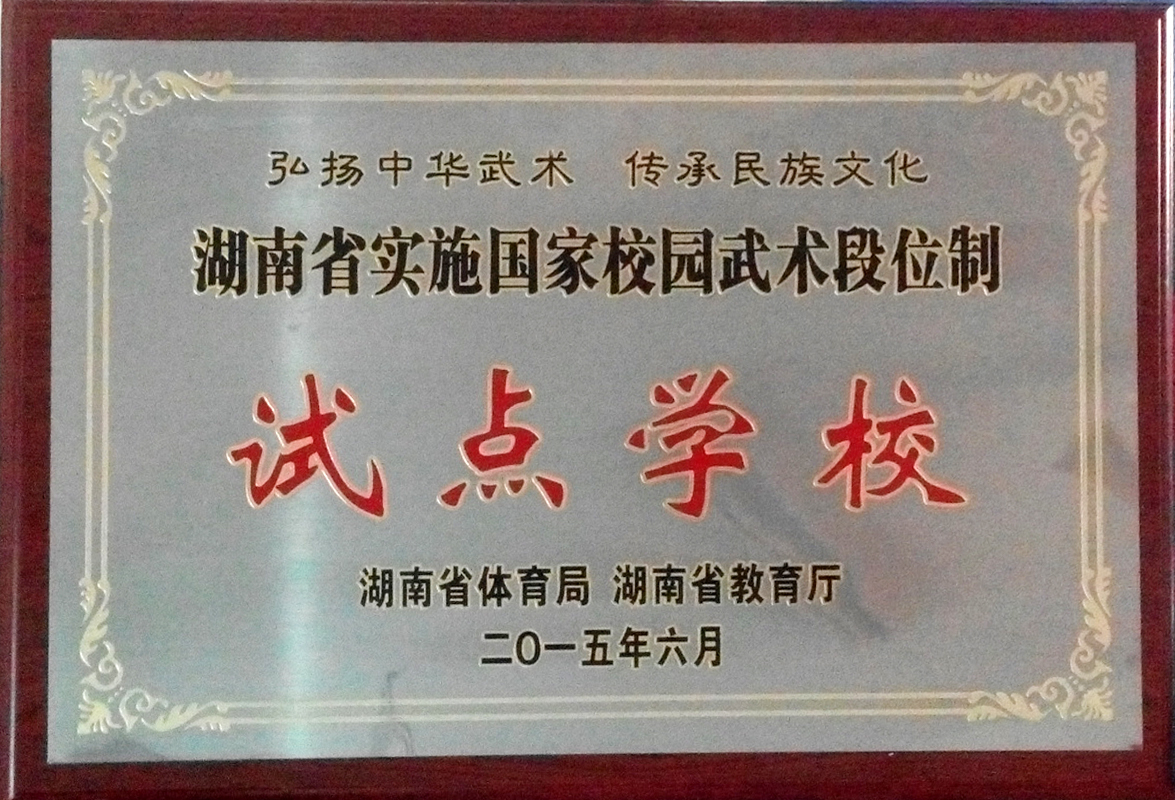 弘扬中华武术 传承民族文化
湖南省实施国家校园武术段位制
试点学校
湖南省体育局 湖南省教育厅
二〇一五年六月